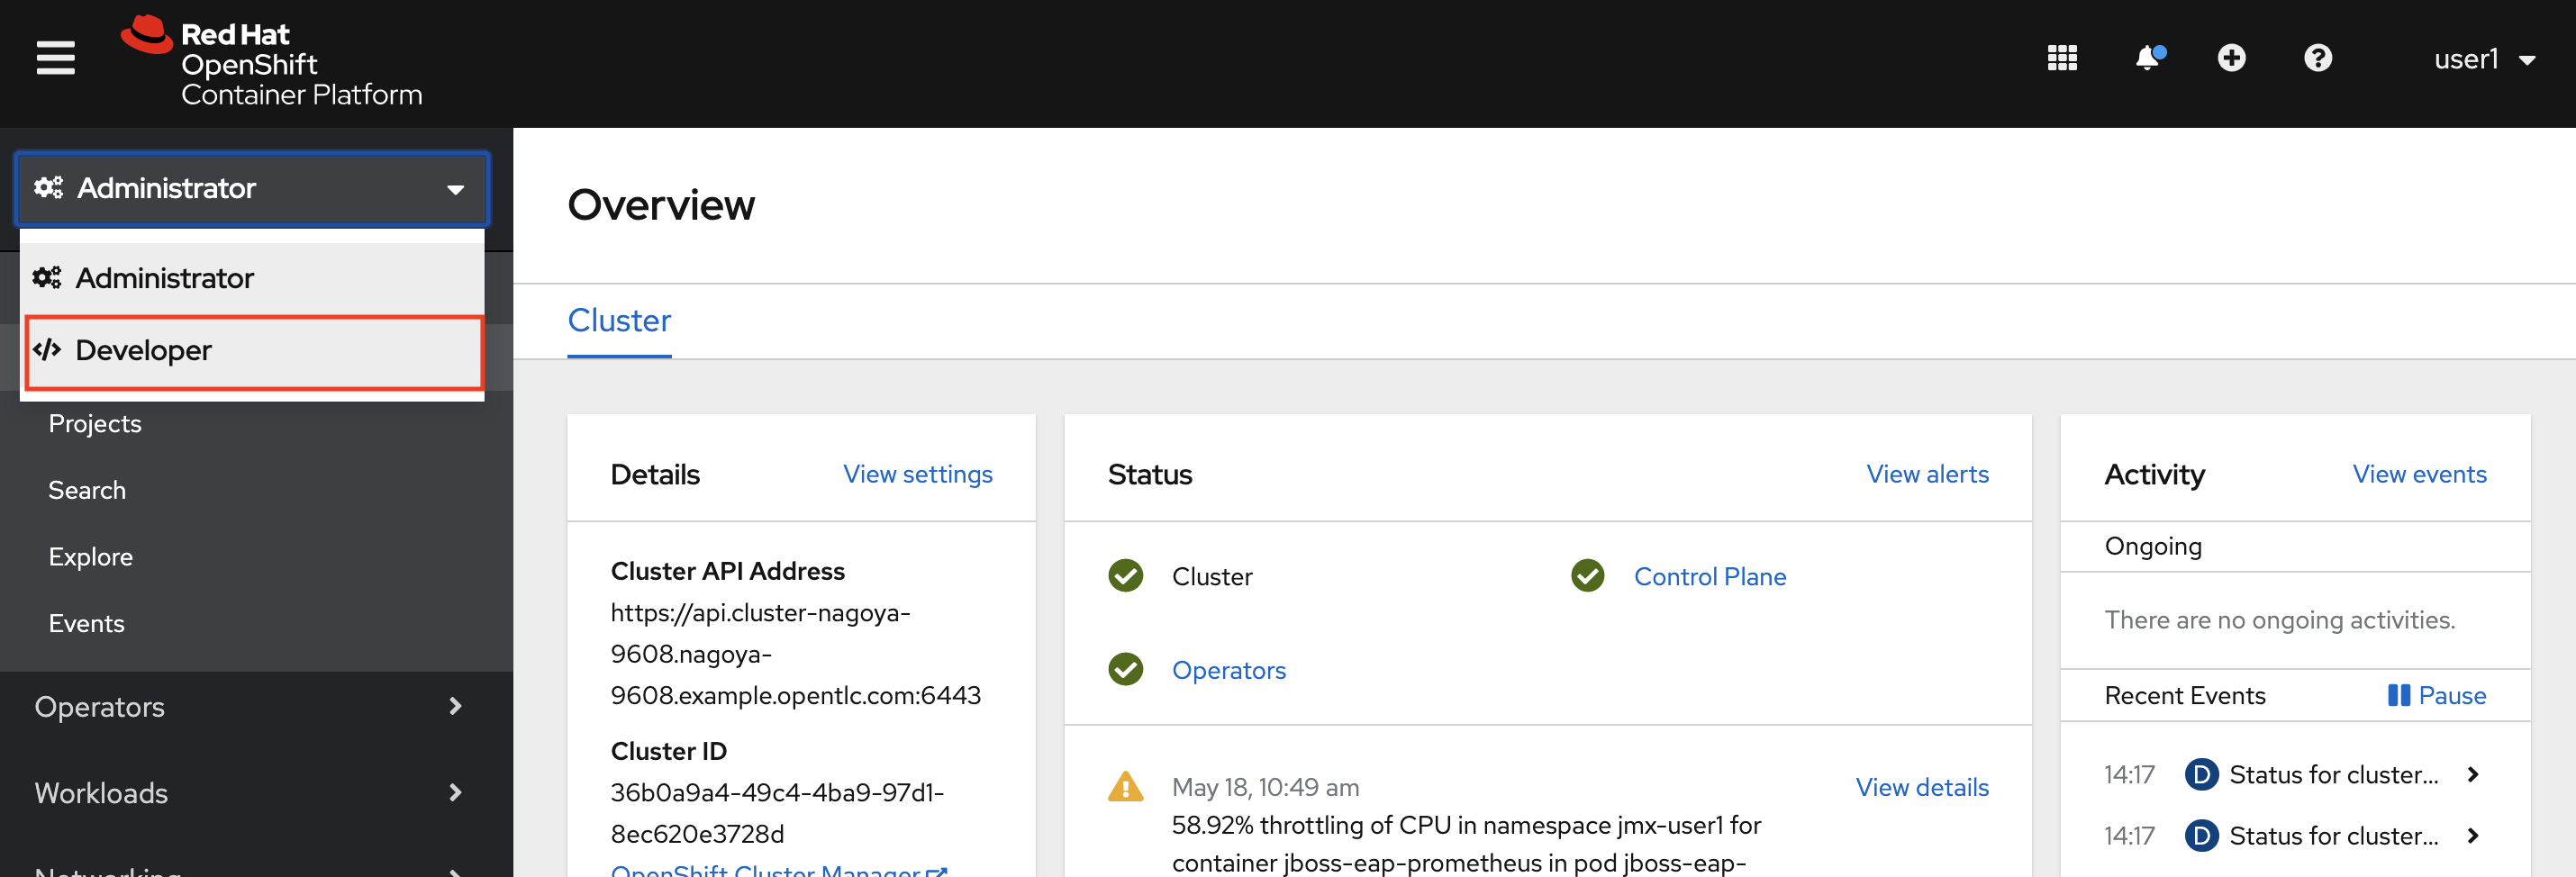 Red Hat
OpenShift
Container Platform
user1
Administrator
Administrator
Developer
Projects
Search
Explore
Events
Operators
Workloads
Networking
Overview
Cluster
Details
View settings
Cluster API Address
https://api.cluster-nagoya-
9608.nagoya-
9608.example.opentlc.com:6443
Cluster ID
36b0a9a4-49c4-4ba9-97d1-
8ec620e3728d
OpenShift Cluster Manager
Status
View alerts
Cluster
Control Plane
Operators
May 18, 10:49 am
View details
58.92% throttling of CPU in namespace jmx-user1 for
container jboss-eap-prometheus in pod jboss-eap-
Activity
View events
Ongoing
There are no ongoing activities.
Recent Events
Pause
14:17 D Status for cluster...
14:17 D Status for cluster...